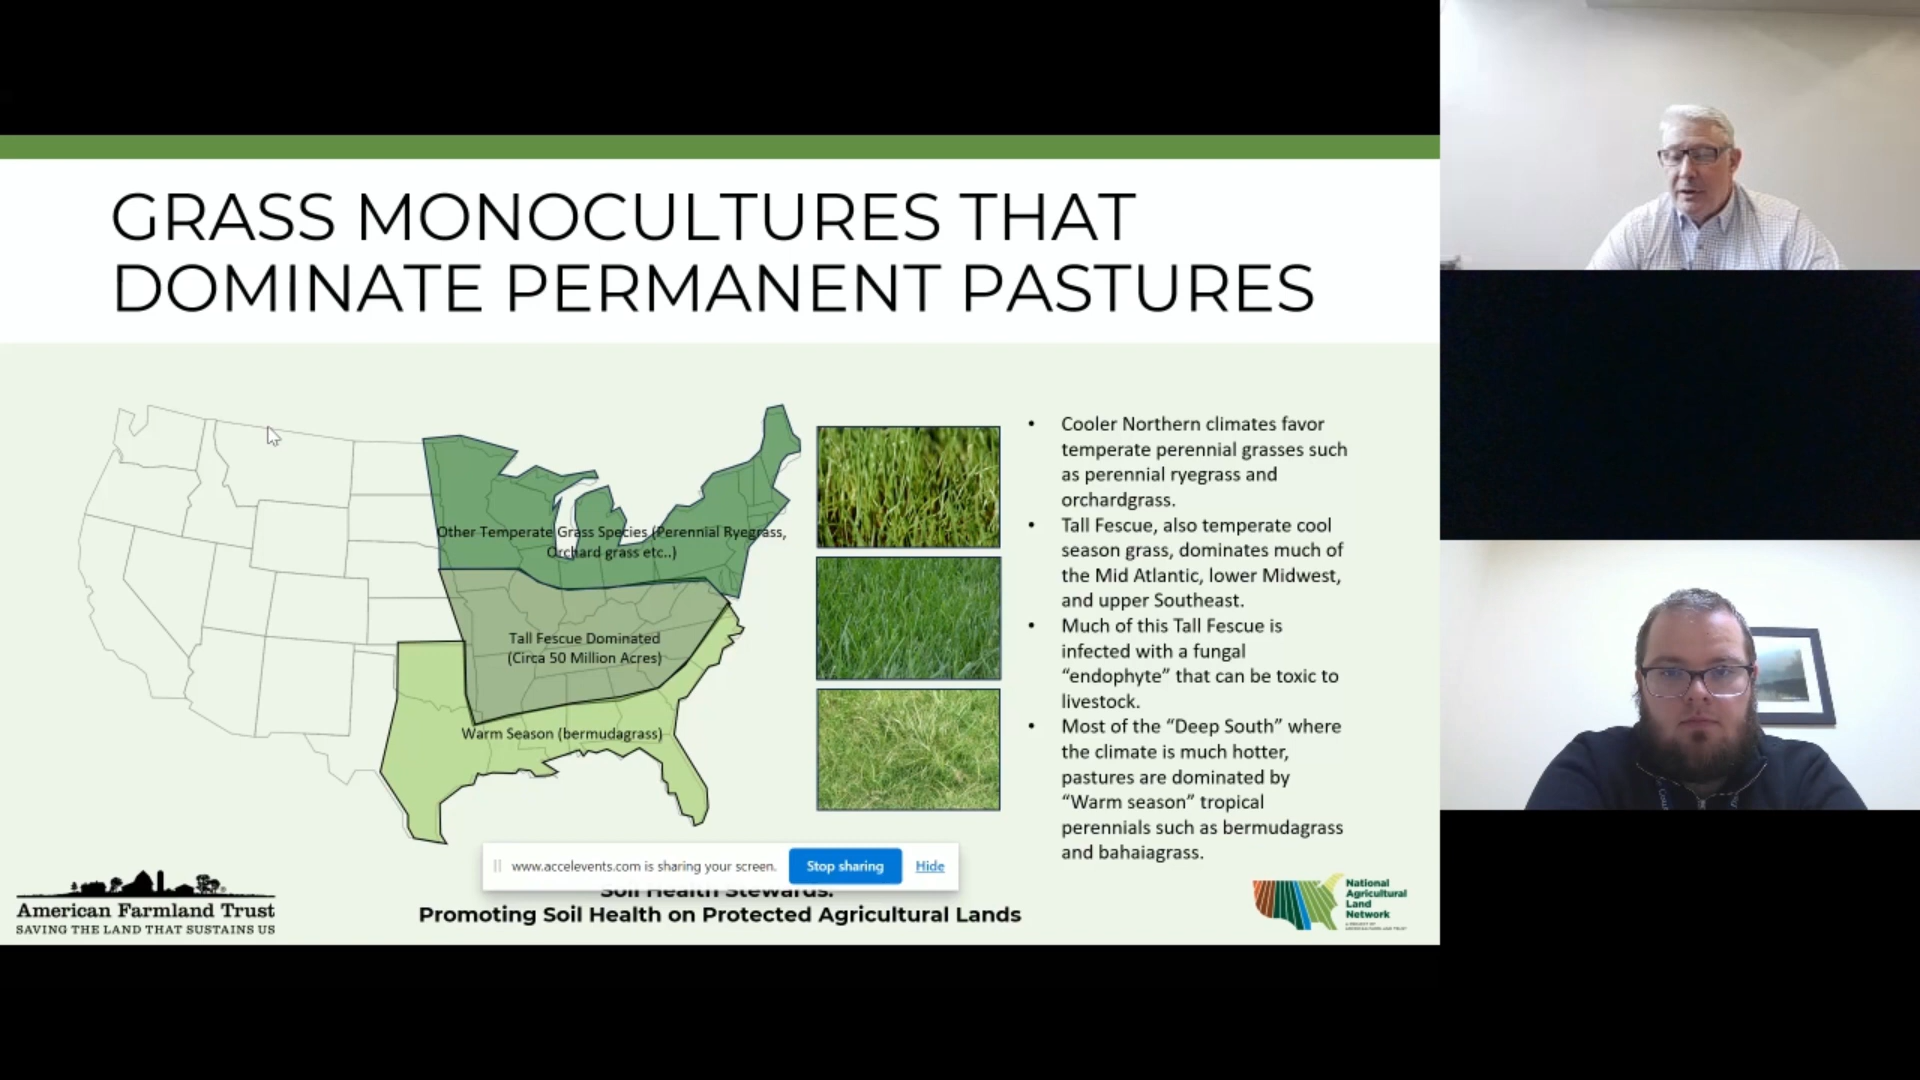 GRASS MONOCULTURES THAT
DOMINATE PERMANENT PASTURES
Other Temperate Grass Species (Perennial Ryegrass,
Orchard grass etc..)
Tall Fescue Dominated
(Circa 50 Million Acres)
Warm Season (bermudagrass)
• Cooler Northern climates favor
temperate perennial grasses such
as perennial ryegrass and
orchardgrass.
• Tall Fescue, also temperate cool
season grass, dominates much of
the Mid Atlantic, lower Midwest,
and upper Southeast.
• Much of this Tall Fescue is
infected with a fungal
“endophyte” that can be toxic to
livestock.
• Most of the “Deep South” where
the climate is much hotter,
pastures are dominated by
“Warm season” tropical
perennials such as bermudagrass
and bahaiagrass.
www.accelevents.com is sharing your screen.
Stop sharing
Hide
Soil Health Stewards:
Promoting Soil Health on Protected Agricultural Lands
American Farmland Trust
SAVING THE LAND THAT SUSTAINS US
National
Agricultural
Land
Network